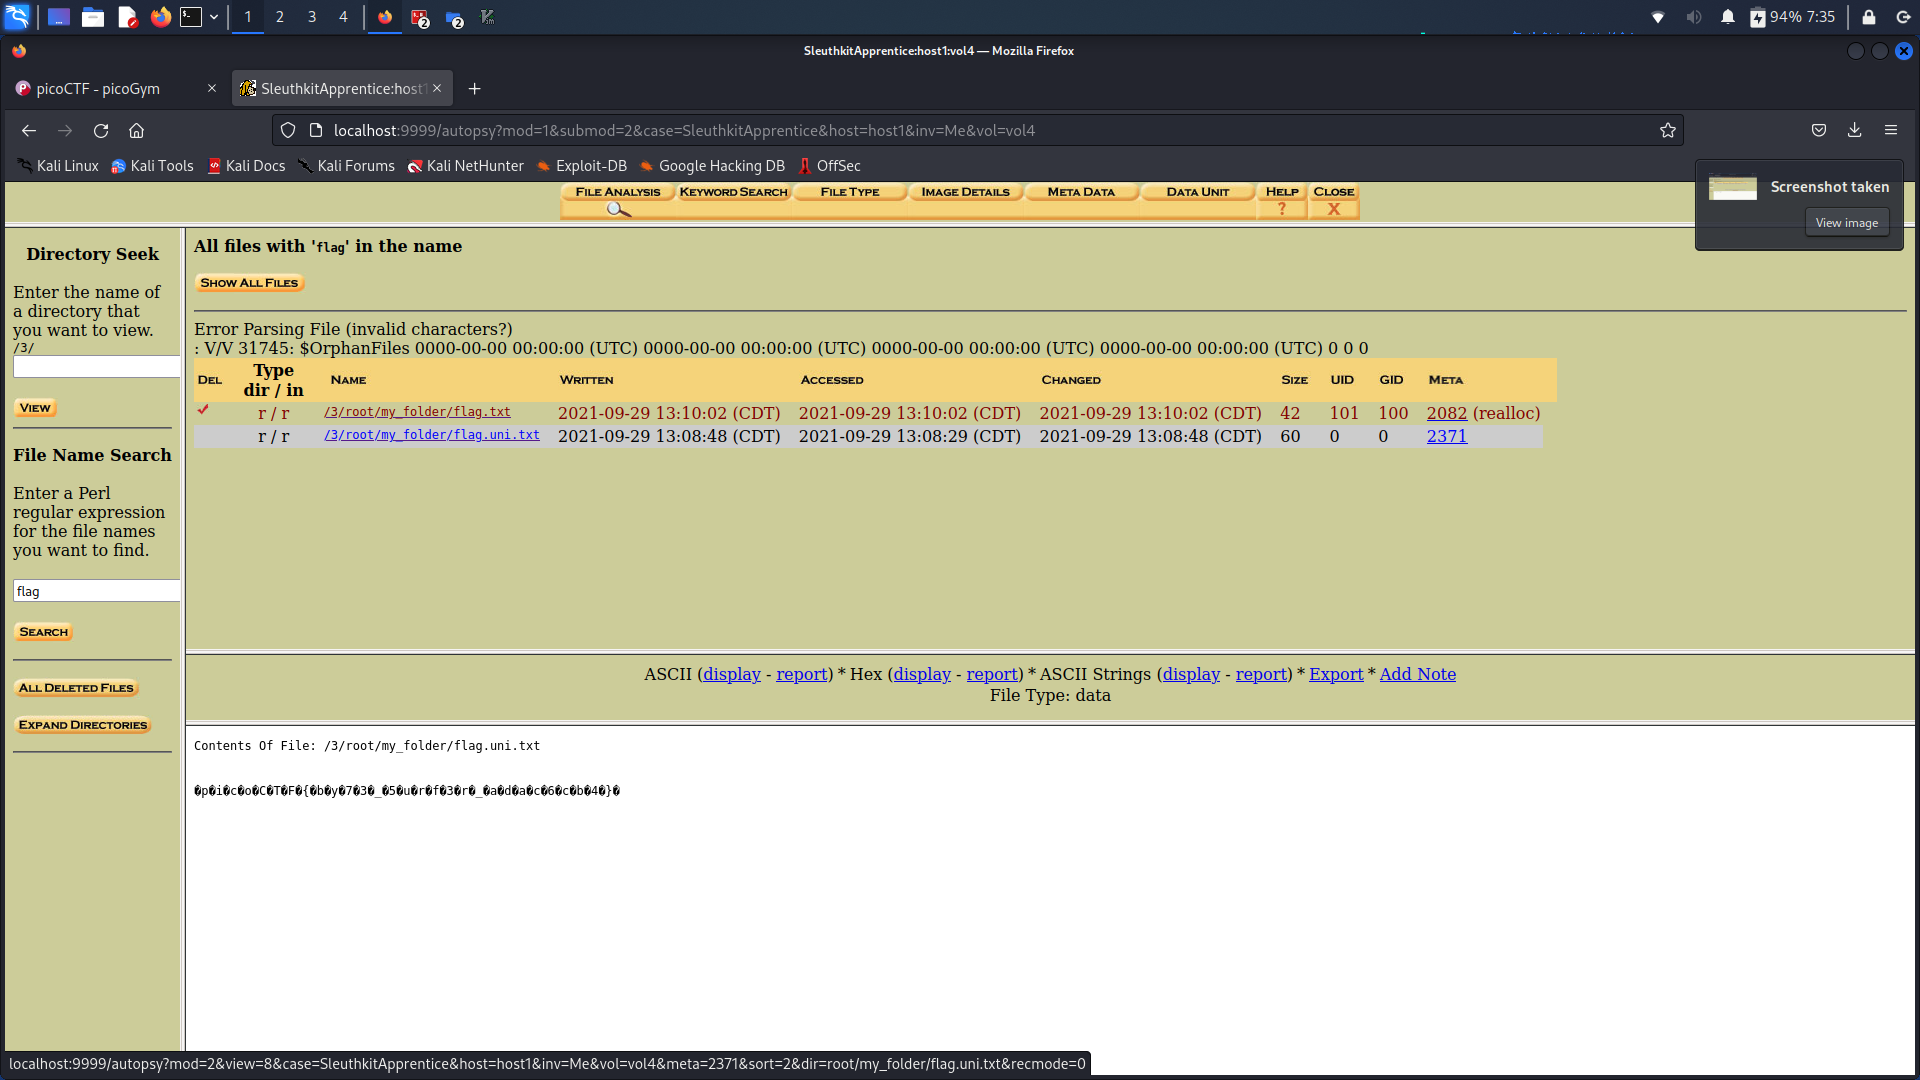 1 2 3 4 2 2 94% 7:35
SleuthkitApprentice:host1:vol4 — Mozilla Firefox
picoCTF - picoGym × SleuthkitApprentice:host1 × +
localhost:9999/autopsy?mod=1&submod=2&case=SleuthkitApprentice&host=host1&inv=Me&vol=vol4
Kali Linux Kali Tools Kali Docs Kali Forums Kali NetHunter Exploit-DB Google Hacking DB OffSec
Screenshot taken
View image
FILE ANALYSIS KEYWORD SEARCH FILE TYPE IMAGE DETAILS META DATA DATA UNIT HELP CLOSE
? X
Directory Seek
Enter the name of
a directory that
you want to view.
/3/
VIEW
File Name Search
Enter a Perl
regular expression
for the file names
you want to find.
flag
SEARCH
ALL DELETED FILES
EXPAND DIRECTORIES
All files with 'flag' in the name
SHOW ALL FILES
Error Parsing File (invalid characters?)
: V/V 31745: $OrphanFiles 0000-00-00 00:00:00 (UTC) 0000-00-00 00:00:00 (UTC) 0000-00-00 00:00:00 (UTC) 0000-00-00 00:00:00 (UTC) 0 0 0
DEL Type dir / in NAME WRITTEN ACCESSED CHANGED SIZE UID GID META
r / r /3/root/my_folder/flag.txt 2021-09-29 13:10:02 (CDT) 2021-09-29 13:10:02 (CDT) 2021-09-29 13:10:02 (CDT) 42 101 100 2082 (realloc)
r / r /3/root/my_folder/flag.uni.txt 2021-09-29 13:08:48 (CDT) 2021-09-29 13:08:29 (CDT) 2021-09-29 13:08:48 (CDT) 60 0 0 2371
ASCII (display - report) * Hex (display - report) * ASCII Strings (display - report) * Export * Add Note
File Type: data
Contents Of File: /3/root/my_folder/flag.uni.txt
�p�i�c�o�C�T�F�{�b�y�7�3�_�5�u�r�f�3�r�_�a�d�a�c�6�c�b�4�}�
localhost:9999/autopsy?mod=2&view=8&case=SleuthkitApprentice&host=host1&inv=Me&vol=vol4&meta=2371&sort=2&dir=root/my_folder/flag.uni.txt&recmode=0